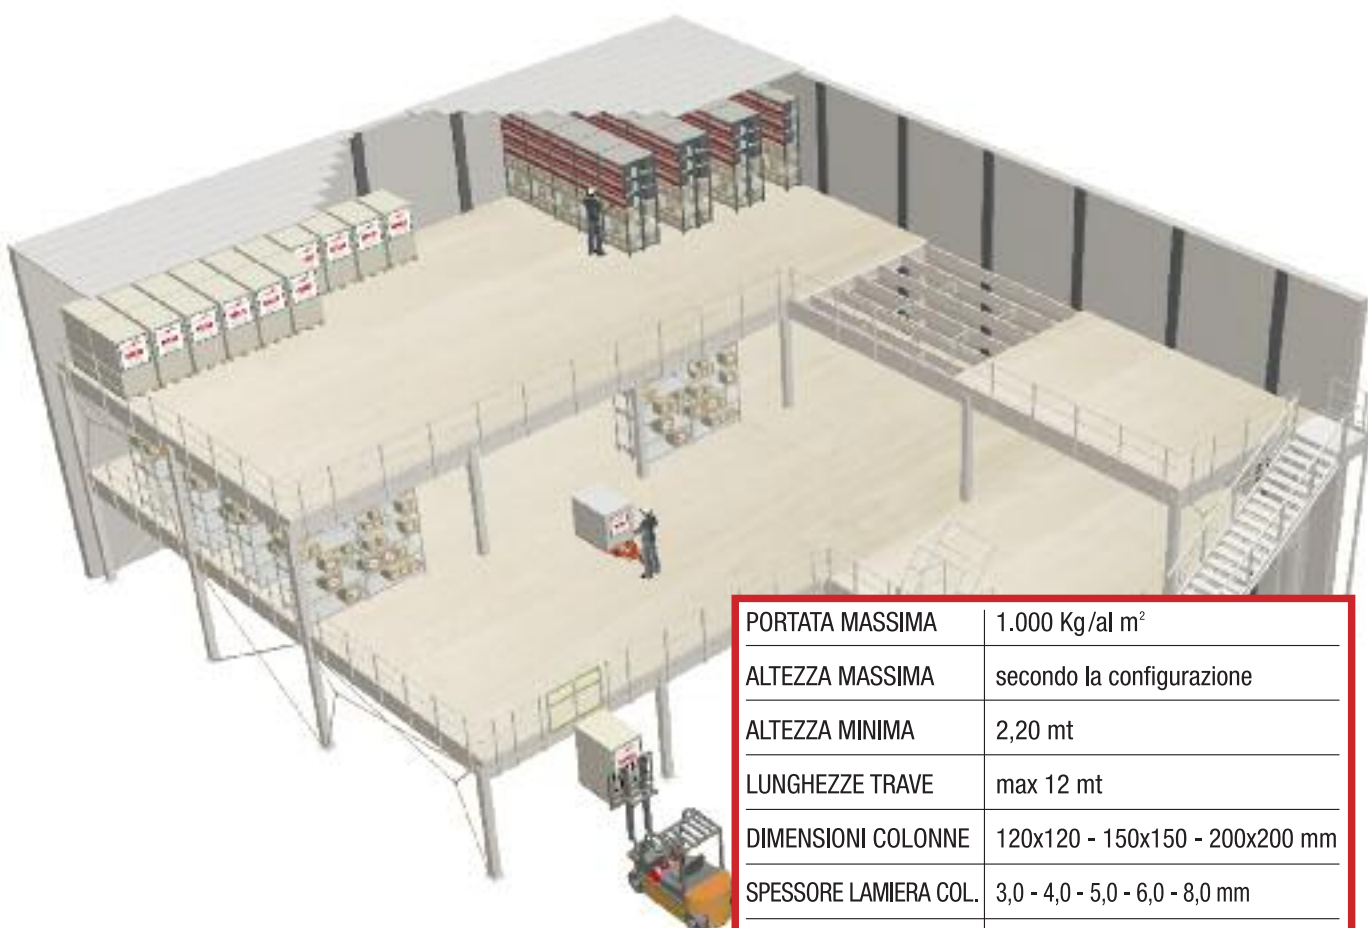 PORTATA MASSIMA 1.000 Kg/al m²
ALTEZZA MASSIMA secondo la configurazione
ALTEZZA MINIMA 2,20 mt
LUNGHEZZE TRAVE max 12 mt
DIMENSIONI COLONNE 120x120 - 150x150 - 200x200 mm
SPESSORE LAMIERA COL. 3,0 - 4,0 - 5,0 - 6,0 - 8,0 mm